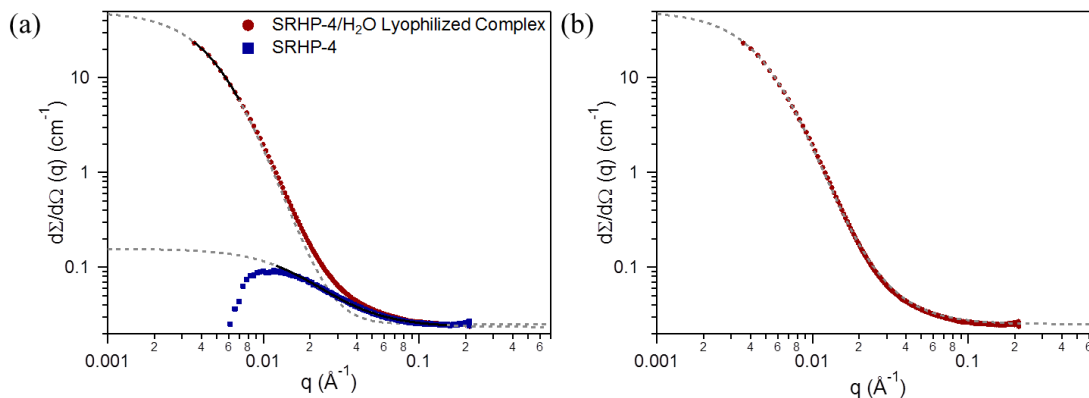 (a)
SRHP-4/H₂O Lyophilized Complex
SRHP-4
dΣ/dΩ (q) (cm⁻¹)
10
1
0.1
0.001 2 4 6 8 0.01 2 4 6 8 0.1 2 4 6
q (Å⁻¹)
(b)
dΣ/dΩ (q) (cm⁻¹)
10
1
0.1
0.001 2 4 6 8 0.01 2 4 6 8 0.1 2 4 6
q (Å⁻¹)